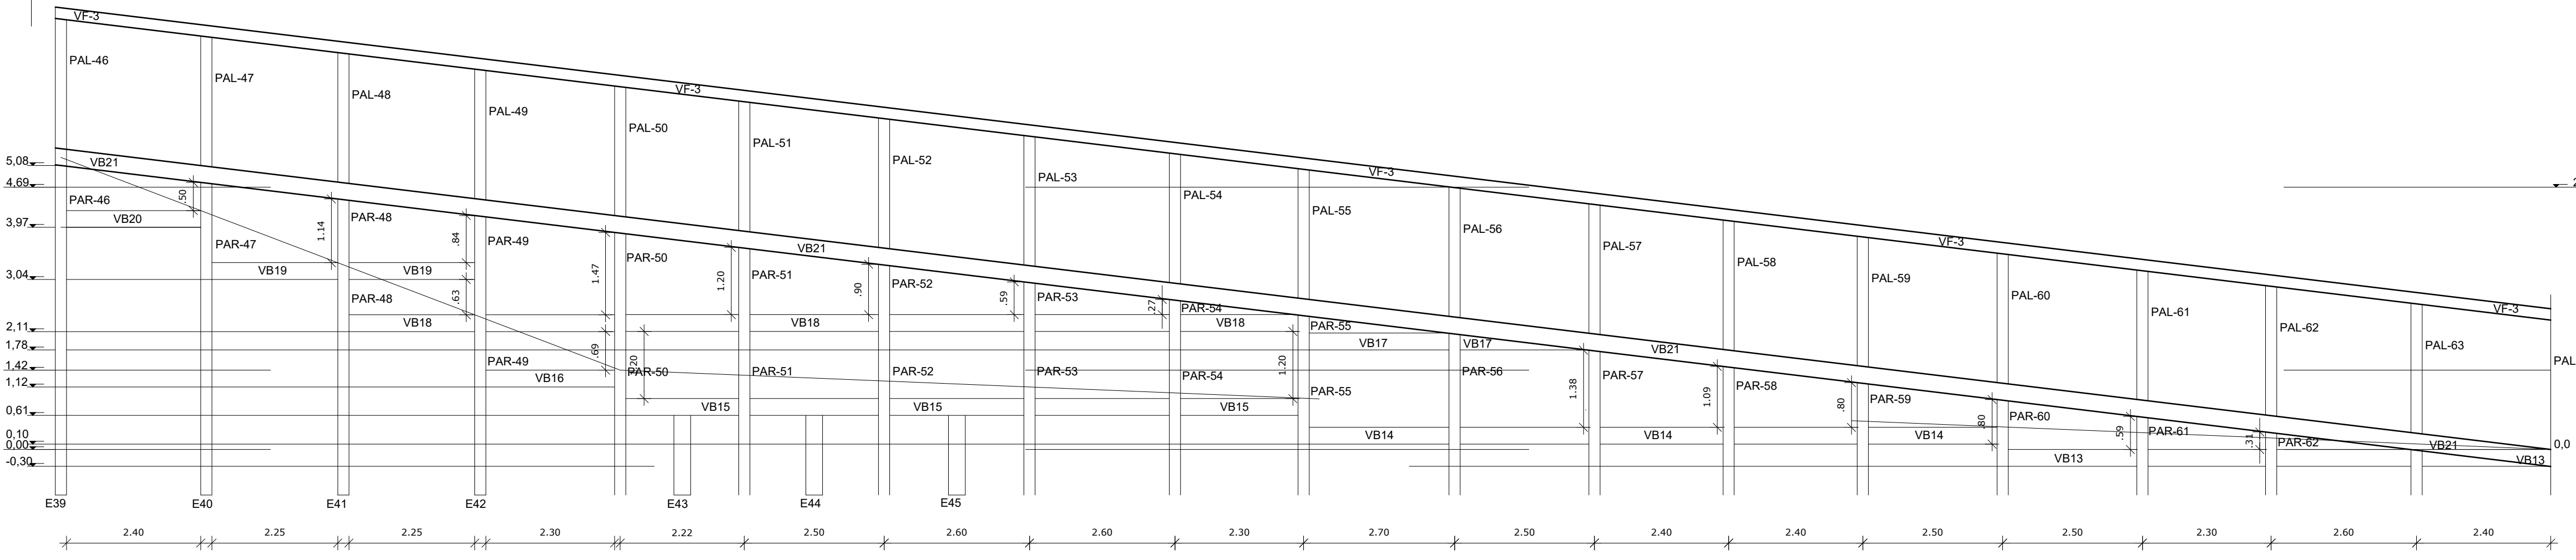 VF-3
VF-3
VF-3
VF-3
VF-3
PAL-46
PAL-47
PAL-48
PAL-49
PAL-50
PAL-51
PAL-52
PAL-53
PAL-54
PAL-55
PAL-56
PAL-57
PAL-58
PAL-59
PAL-60
PAL-61
PAL-62
PAL-63
PAL
VB21
VB21
VB21
VB21
5,08
4,69
3,97
3,04
2,11
1,78
1,42
1,12
0,61
0,10
0,00
-0,30
PAR-46
PAR-47
PAR-48
PAR-49
PAR-50
PAR-51
PAR-52
PAR-53
PAR-54
PAR-55
PAR-48
PAR-49
PAR-50
PAR-51
PAR-52
PAR-53
PAR-54
PAR-55
PAR-56
PAR-57
PAR-58
PAR-59
PAR-60
PAR-61
PAR-62
VB20
VB19
VB19
VB18
VB18
VB18
VB17
VB17
VB16
VB15
VB15
VB15
VB14
VB14
VB14
VB13
VB13
.50
1.14
.84
.63
1.47
.69
1.20
1.20
.90
.59
.27
1.20
1.38
1.09
.80
.80
.59
.31
0,0
E39
E40
E41
E42
E43
E44
E45
2.40
2.25
2.25
2.30
2.22
2.50
2.60
2.60
2.30
2.70
2.50
2.40
2.40
2.50
2.50
2.30
2.60
2.40